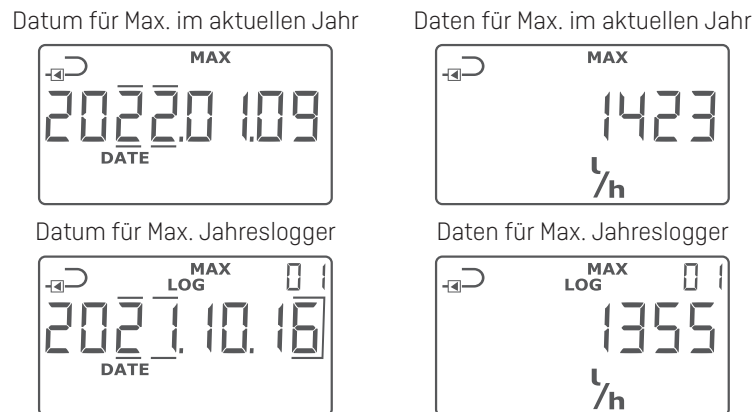 Datum für Max. im aktuellen Jahr
Daten für Max. im aktuellen Jahr
MAX
2022.01.09
DATE
MAX
1423
l/h
Datum für Max. Jahreslogger
Daten für Max. Jahreslogger
MAX
LOG 01
2021.10.16
DATE
MAX
LOG 01
1355
l/h